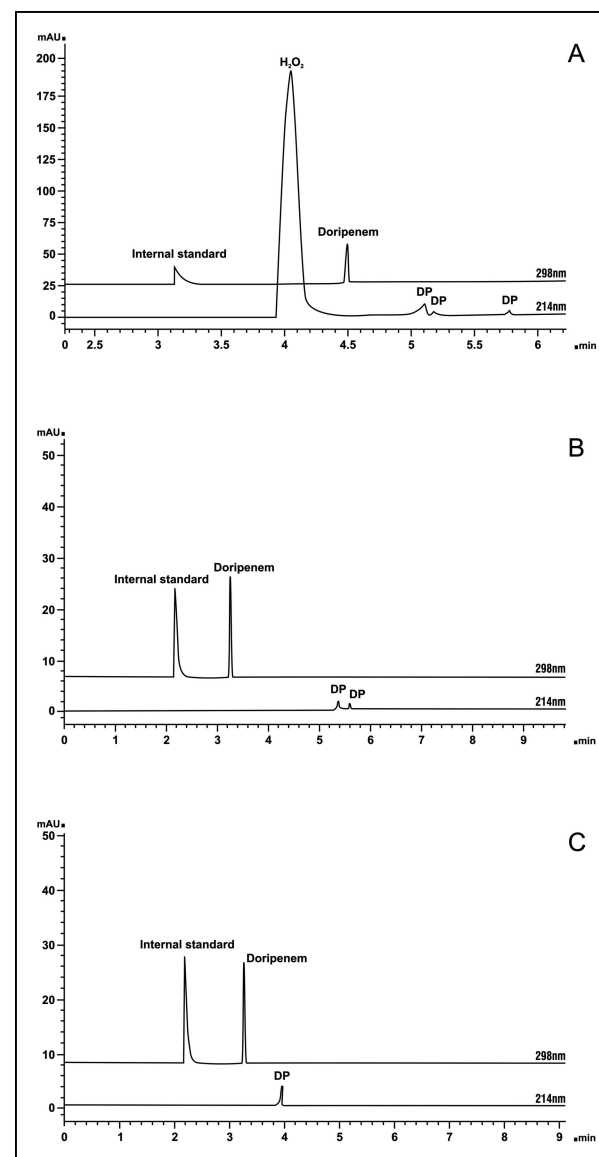 mAU
A
200
H₂O₂
175
150
125
100
75
Doripenem
Internal standard
50
298nm
25
DP DP DP
214nm
0
0 2.5 3 3.5 4 4.5 5 5.5 6 min
mAU
B
50
40
30
Internal standard Doripenem
20
10
298nm
DP DP
214nm
0
0 1 2 3 4 5 6 7 8 9 min
mAU
C
50
40
30
Internal standard
Doripenem
20
10
298nm
DP
214nm
0
0 1 2 3 4 5 6 7 8 9 min